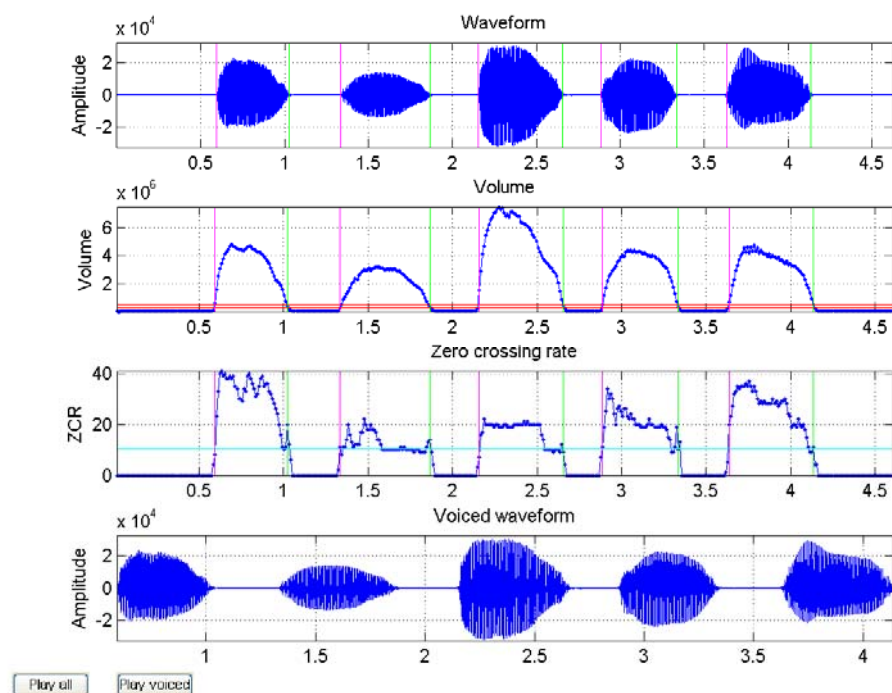 Waveform
x 10^4
Amplitude
2
0
-2
0.5 1 1.5 2 2.5 3 3.5 4 4.5
Volume
x 10^6
Volume
6
4
2
0.5 1 1.5 2 2.5 3 3.5 4 4.5
Zero crossing rate
ZCR
40
20
0
0.5 1 1.5 2 2.5 3 3.5 4 4.5
Voiced waveform
x 10^4
Amplitude
2
0
-2
1 1.5 2 2.5 3 3.5 4
Play all Play voiced